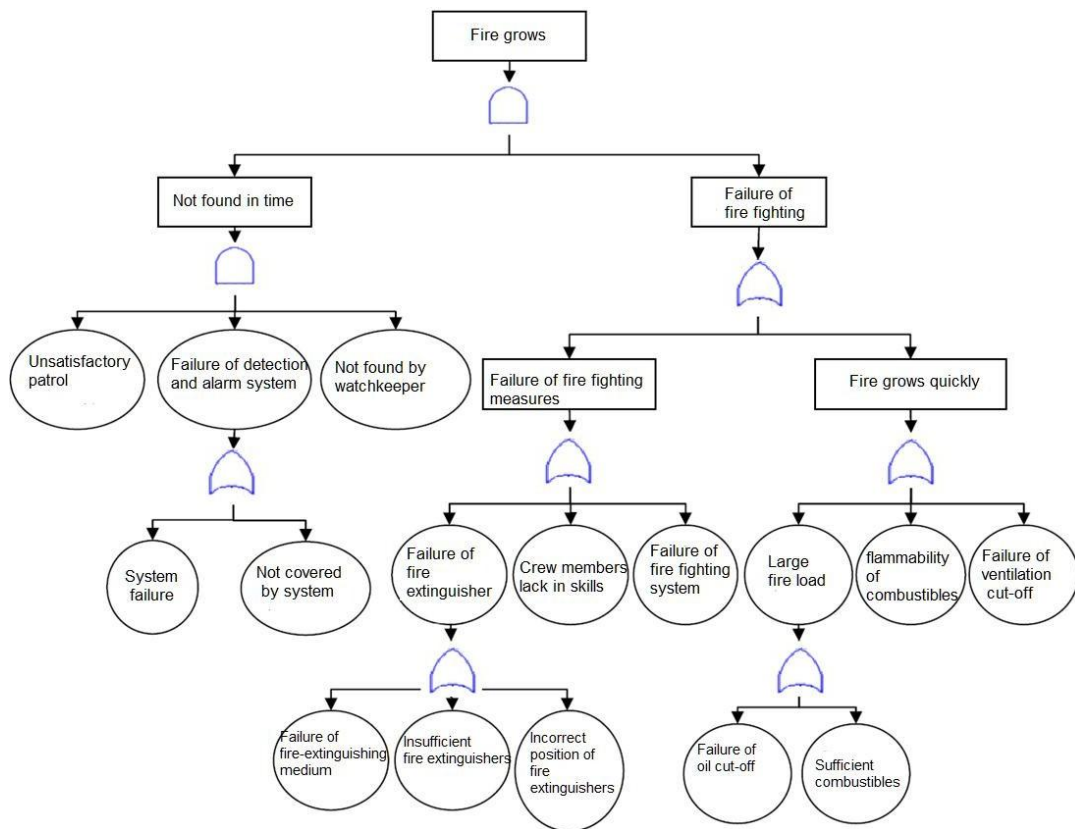 Fire grows
Not found in time
Failure of
fire fighting
Unsatisfactory
patrol
Failure of detection
and alarm system
Not found by
watchkeeper
Failure of fire fighting
measures
Fire grows quickly
System
failure
Not covered
by system
Failure of
fire
extinguisher
Crew members
lack in skills
Failure of
fire fighting
system
Large
fire load
flammability
of
combustibles
Failure of
ventilation
cut-off
Failure of
fire-extinguishing
medium
Insufficient
fire extinguishers
Incorrect
position of
fire
extinguishers
Failure of
oil cut-off
Sufficient
combustibles